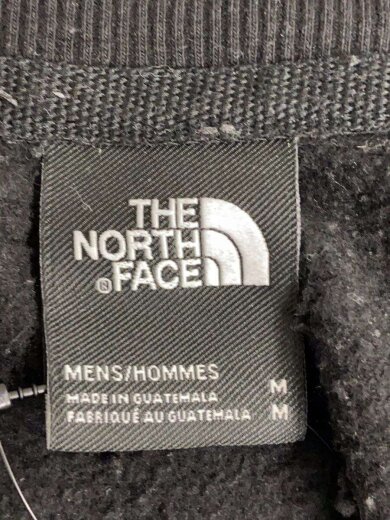 THE
NORTH
®FACE
MENS/HOMMES M
MADE IN GUATEMALA M
FABRIQUÉ AU GUATEMALA